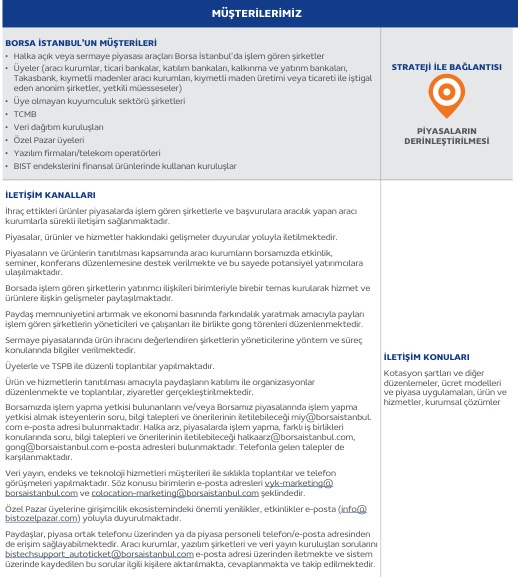 MÜŞTERİLERİMİZ
BORSA İSTANBUL'UN MÜŞTERİLERİ
• Halka açık veya sermaye piyasası araçları Borsa İstanbul'da işlem gören şirketler
• Üyeler (aracı kurumlar, ticari bankalar, katılım bankaları, kalkınma ve yatırım bankaları,
Takasbank, kıymetli madenler aracı kurumları, kıymetli maden üretimi veya ticareti ile iştigal
eden anonim şirketler, yetkili müesseseler)
• Üye olmayan kuyumculuk sektörü şirketleri
• TCMB
• Veri dağıtım kuruluşları
• Özel Pazar üyeleri
• Yazılım firmaları/telekom operatörleri
• BIST endekslerini finansal ürünlerinde kullanan kuruluşlar
STRATEJİ İLE BAĞLANTISI
PİYASALARIN
DERİNLEŞTİRİLMESİ
İLETİŞİM KANALLARI
İhraç ettikleri ürünler piyasalarda işlem gören şirketlerle ve başvurulara aracılık yapan aracı
kurumlarla sürekli iletişim sağlanmaktadır.
Piyasalar, ürünler ve hizmetler hakkındaki gelişmeler duyurular yoluyla iletilmektedir.
Piyasaların ve ürünlerin tanıtılması kapsamında aracı kurumların borsamızda etkinlik,
seminer, konferans düzenlemesine destek verilmekte ve bu sayede potansiyel yatırımcılara
ulaşılmaktadır.
Borsada işlem gören şirketlerin yatırımcı ilişkileri birimleriyle birebir temas kurularak hizmet ve
ürünlere ilişkin gelişmeler paylaşılmaktadır.
Paydaş memnuniyetini artırmak ve ekonomi basınında farkındalık yaratmak amacıyla payları
işlem gören şirketlerin yöneticileri ve çalışanları ile birlikte gong törenleri düzenlenmektedir.
Sermaye piyasalarında ürün ihracını değerlendiren şirketlerin yöneticilerine yöntem ve süreç
konularında bilgiler verilmektedir.
Üyelerle ve TSPB ile düzenli toplantılar yapılmaktadır.
Ürün ve hizmetlerin tanıtılması amacıyla paydaşların katılımı ile organizasyonlar
düzenlenmekte ve toplantılar, ziyaretler gerçekleştirilmektedir.
Borsamızda işlem yapma yetkisi bulunanların ve/veya Borsamız piyasalarında işlem yapma
yetkisi almak isteyenlerin soru, bilgi talepleri ve önerilerinin iletilebileceği miy@borsaistanbul.
com e-posta adresi bulunmaktadır. Halka arz, piyasalarda işlem yapma, farklı iş birlikleri
konularında soru, bilgi talepleri ve önerilerinin iletilebileceği halkaarz@borsaistanbul.com,
gong@borsaistanbul.com e-posta adresleri bulunmaktadır. Telefonla gelen talepler de
karşılanmaktadır.
Veri yayın, endeks ve teknoloji hizmetleri müşterileri ile sıklıkla toplantılar ve telefon
görüşmeleri yapılmaktadır. Söz konusu birimlerin e-posta adresleri vyk-marketing@
borsaistanbul.com ve colocation-marketing@borsaistanbul.com şeklindedir.
Özel Pazar üyelerine girişimcilik ekosistemindeki önemli yenilikler, etkinlikler e-posta (info@
bistozelpazar.com) yoluyla duyurulmaktadır.
Paydaşlar, piyasa ortak telefonu üzerinden ya da piyasa personeli telefon/e-posta adresinden
de erişim sağlayabilmektedir. Aracı kurumlar, yazılım şirketleri ve veri yayın kuruluşları sorularını
bistechsupport_autoticket@borsaistanbul.com e-posta adresi üzerinden iletmekte ve sistem
üzerinde kaydedilen bu sorular ilgili kişilere aktarılmakta, cevaplanmakta ve takip edilmektedir.
İLETİŞİM KONULARI
Kotasyon şartları ve diğer
düzenlemeler, ücret modelleri
ve piyasa uygulamaları, ürün ve
hizmetler, kurumsal çözümler